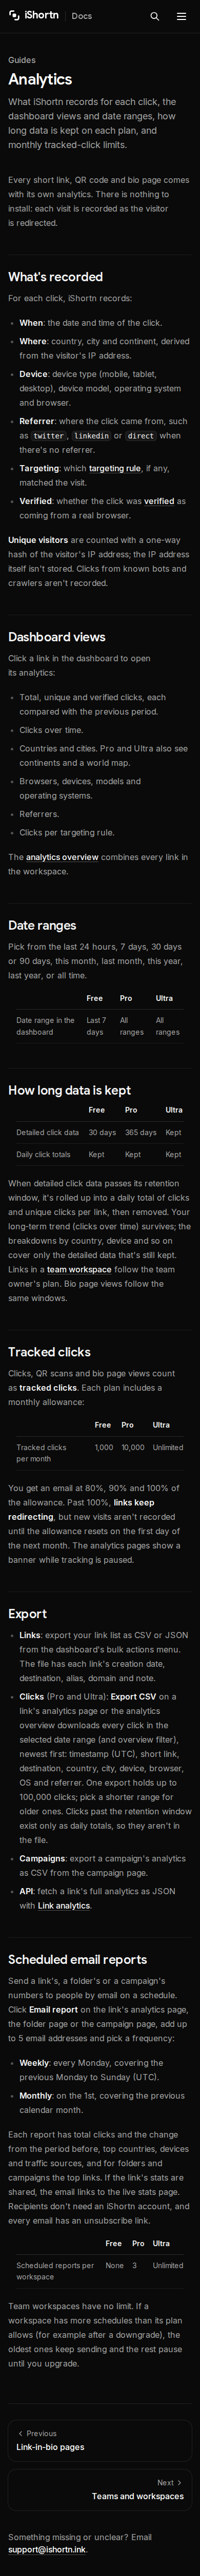 iShortn
Docs
Guides
Analytics
What iShortn records for each click, the
dashboard views and date ranges, how
long data is kept on each plan, and
monthly tracked-click limits.
Every short link, QR code and bio page comes
with its own analytics. There is nothing to
install: each visit is recorded as the visitor
is redirected.
What's recorded
For each click, iShortn records:
• When: the date and time of the click.
• Where: country, city and continent, derived
from the visitor's IP address.
• Device: device type (mobile, tablet,
desktop), device model, operating system
and browser.
• Referrer: where the click came from, such
as twitter, linkedin or direct when
there's no referrer.
• Targeting: which targeting rule, if any,
matched the visit.
• Verified: whether the click was verified as
coming from a real browser.
Unique visitors are counted with a one-way
hash of the visitor's IP address; the IP address
itself isn't stored. Clicks from known bots and
crawlers aren't recorded.
Dashboard views
Click a link in the dashboard to open
its analytics:
• Total, unique and verified clicks, each
compared with the previous period.
• Clicks over time.
• Countries and cities. Pro and Ultra also see
continents and a world map.
• Browsers, devices, models and
operating systems.
• Referrers.
• Clicks per targeting rule.
The analytics overview combines every link in
the workspace.
Date ranges
Pick from the last 24 hours, 7 days, 30 days
or 90 days, this month, last month, this year,
last year, or all time.
Free Pro Ultra
Date range in the Last 7 All All
dashboard days ranges ranges
How long data is kept
Free Pro Ultra
Detailed click data 30 days 365 days Kept
Daily click totals Kept Kept Kept
When detailed click data passes its retention
window, it's rolled up into a daily total of clicks
and unique clicks per link, then removed. Your
long-term trend (clicks over time) survives; the
breakdowns by country, device and so on
cover only the detailed data that's still kept.
Links in a team workspace follow the team
owner's plan. Bio page views follow the
same windows.
Tracked clicks
Clicks, QR scans and bio page views count
as tracked clicks. Each plan includes a
monthly allowance:
Free Pro Ultra
Tracked clicks 1,000 10,000 Unlimited
per month
You get an email at 80%, 90% and 100% of
the allowance. Past 100%, links keep
redirecting, but new visits aren't recorded
until the allowance resets on the first day of
the next month. The analytics pages show a
banner while tracking is paused.
Export
• Links: export your link list as CSV or JSON
from the dashboard's bulk actions menu.
The file has each link's creation date,
destination, alias, domain and note.
• Clicks (Pro and Ultra): Export CSV on a
link's analytics page or the analytics
overview downloads every click in the
selected date range (and overview filter),
newest first: timestamp (UTC), short link,
destination, country, city, device, browser,
OS and referrer. One export holds up to
100,000 clicks; pick a shorter range for
older ones. Clicks past the retention window
exist only as daily totals, so they aren't in
the file.
• Campaigns: export a campaign's analytics
as CSV from the campaign page.
• API: fetch a link's full analytics as JSON
with Link analytics.
Scheduled email reports
Send a link's, a folder's or a campaign's
numbers to people by email on a schedule.
Click Email report on the link's analytics page,
the folder page or the campaign page, add up
to 5 email addresses and pick a frequency:
• Weekly: every Monday, covering the
previous Monday to Sunday (UTC).
• Monthly: on the 1st, covering the previous
calendar month.
Each report has total clicks and the change
from the period before, top countries, devices
and traffic sources, and for folders and
campaigns the top links. If the link's stats are
shared, the email links to the live stats page.
Recipients don't need an iShortn account, and
every email has an unsubscribe link.
Free Pro Ultra
Scheduled reports per None 3 Unlimited
workspace
Team workspaces have no limit. If a
workspace has more schedules than its plan
allows (for example after a downgrade), the
oldest ones keep sending and the rest pause
until you upgrade.
Previous
Link-in-bio pages
Next
Teams and workspaces
Something missing or unclear? Email
support@ishortn.ink.